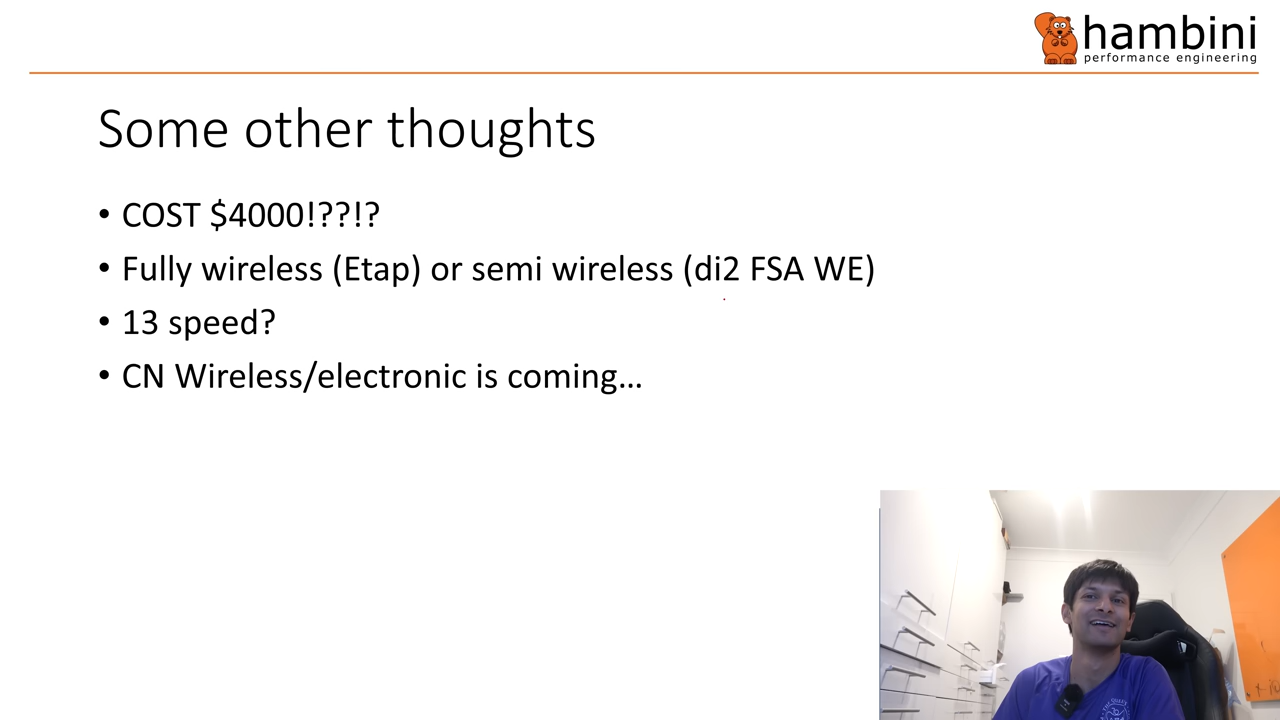 hambini
performance engineering
Some other thoughts
• COST $4000!??!?
• Fully wireless (Etap) or semi wireless (di2 FSA WE)
• 13 speed?
• CN Wireless/electronic is coming…